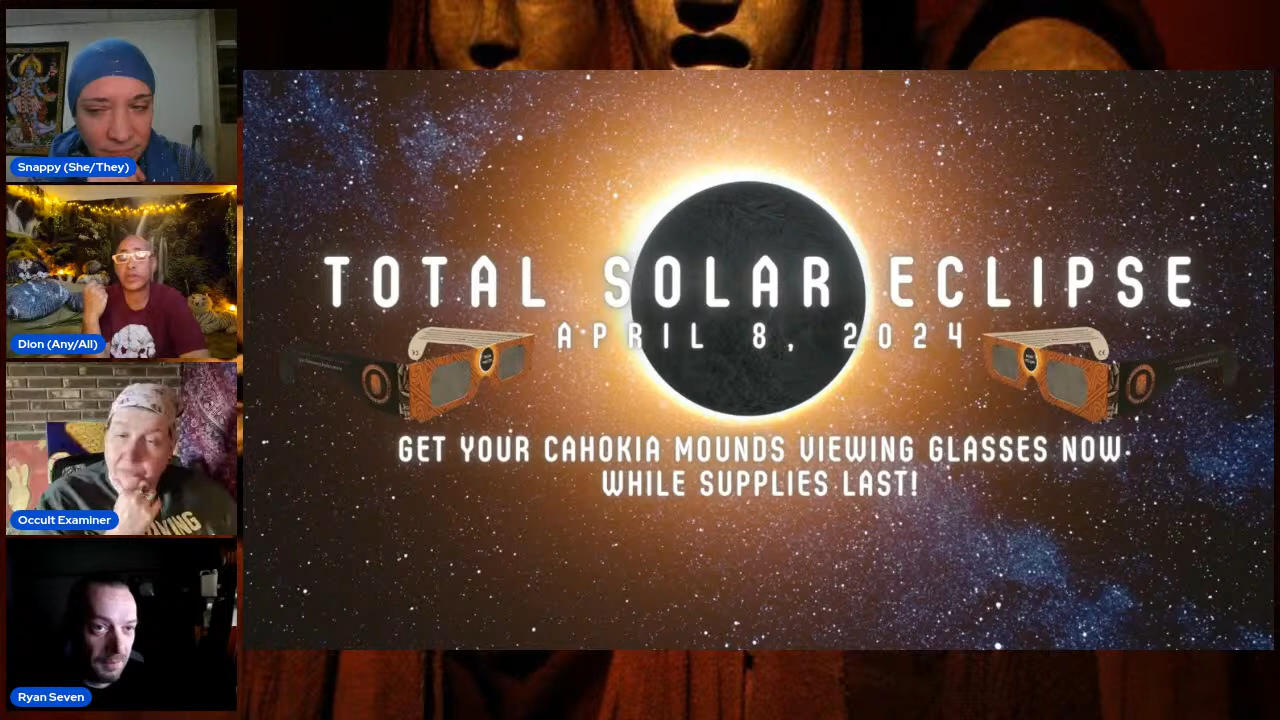 Snappy (She/They)
Dion (Any/All)
Occult Examiner
Ryan Seven
TOTAL SOLAR ECLIPSE
APRIL 8, 2024
GET YOUR CAHOKIA MOUNDS VIEWING GLASSES NOW
WHILE SUPPLIES LAST!